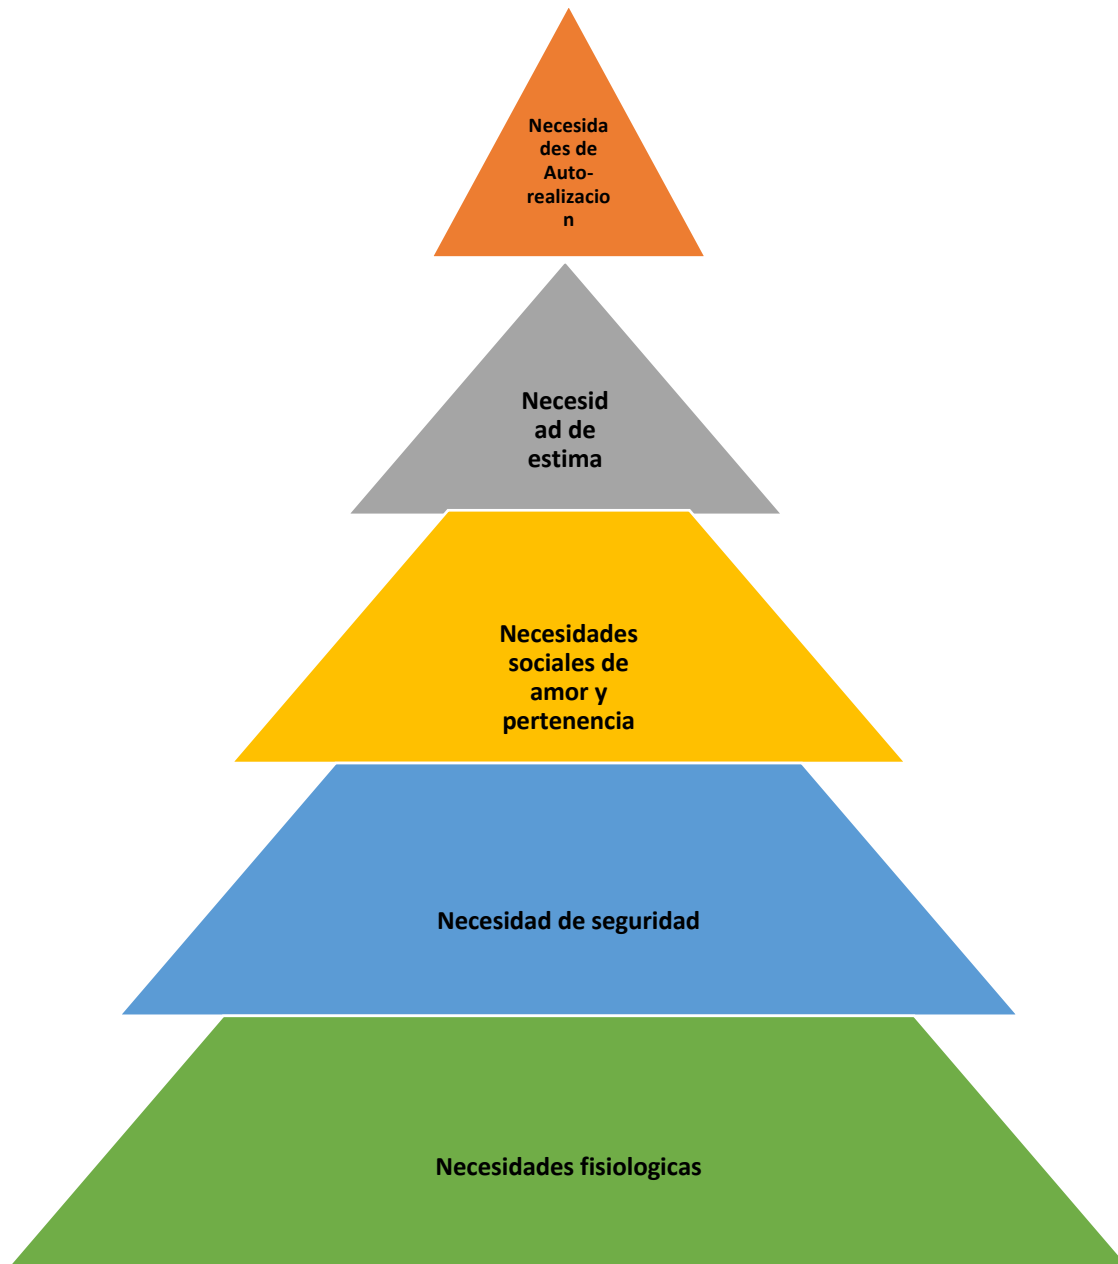 Necesida
des de
Auto-
realizacio
n
Necesid
ad de
estima
Necesidades
sociales de
amor y
pertenencia
Necesidad de seguridad
Necesidades fisiologicas